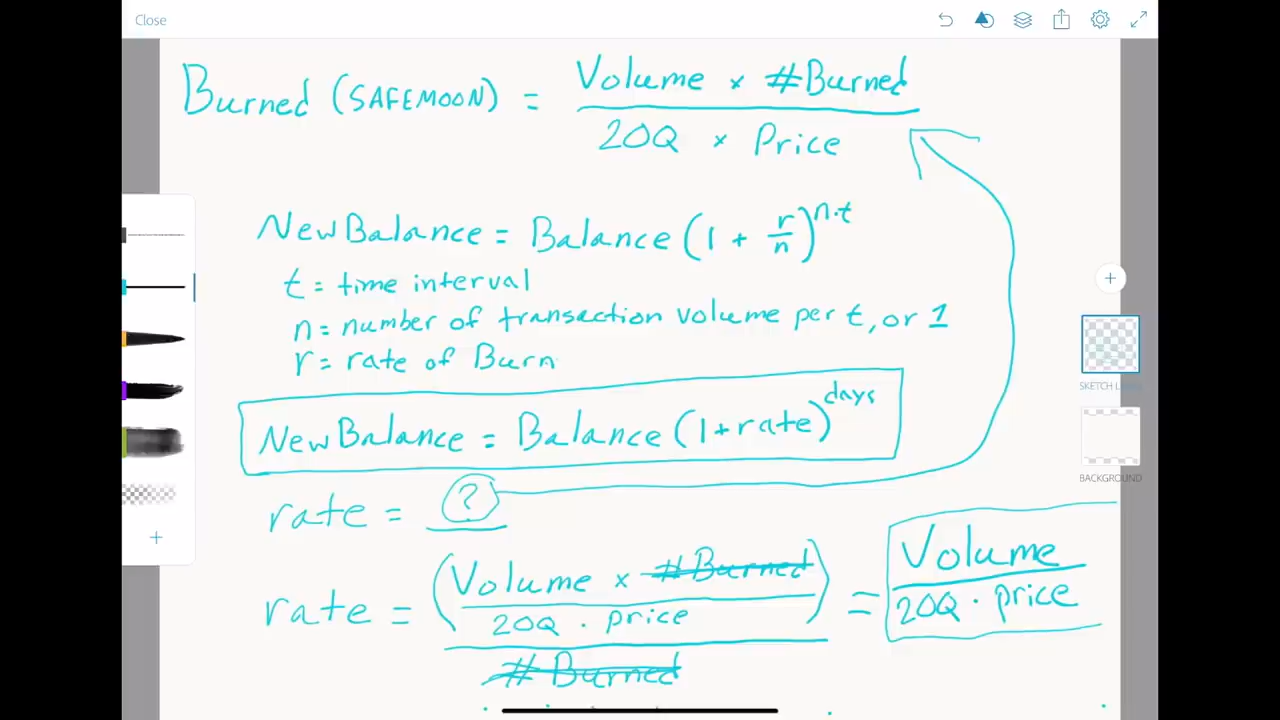 Close
Burned (SAFEMOON) = Volume × #Burned / 20Q × Price
NewBalance = Balance (1 + r/n)^n·t
t = time interval
n = number of transaction volume per t, or 1
r = rate of Burn
NewBalance = Balance (1+rate)^days
rate = ?
rate = (Volume × #Burned / 20Q · price) / #Burned = Volume / 20Q · price
+
SKETCH L
BACKGROUND
+